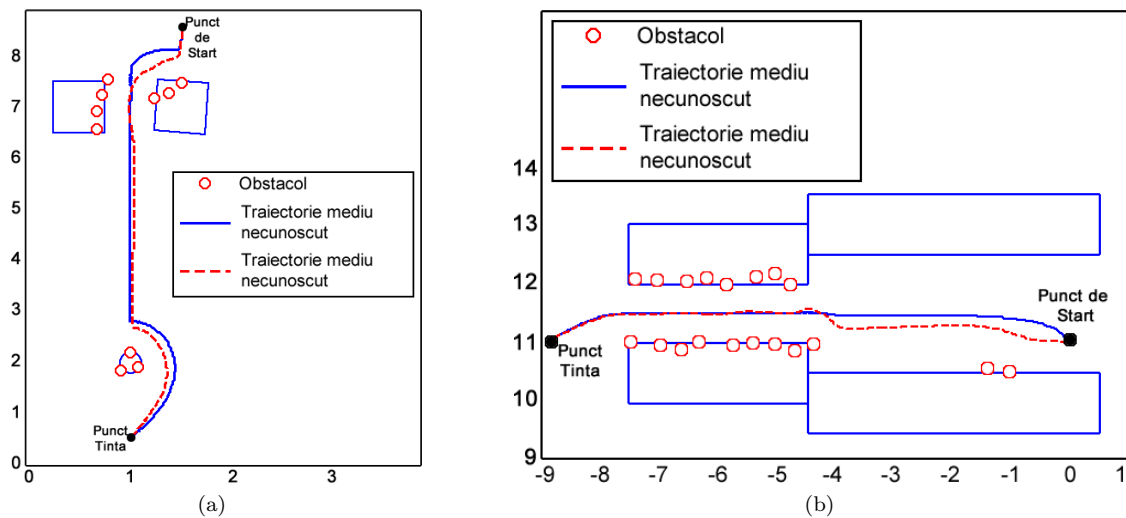 Punct
de
Start
8
7
6
5
4
3
2
1
0
Obstacol
Traiectorie mediu
necunoscut
Traiectorie mediu
necunoscut
Punct
Tinta
0
1
2
3
(a)
Obstacol
Traiectorie mediu
necunoscut
Traiectorie mediu
necunoscut
14
13
12
11
10
9
Punct de
Start
Punct
Tinta
-9 -8 -7 -6 -5 -4 -3 -2 -1 0 1
(b)